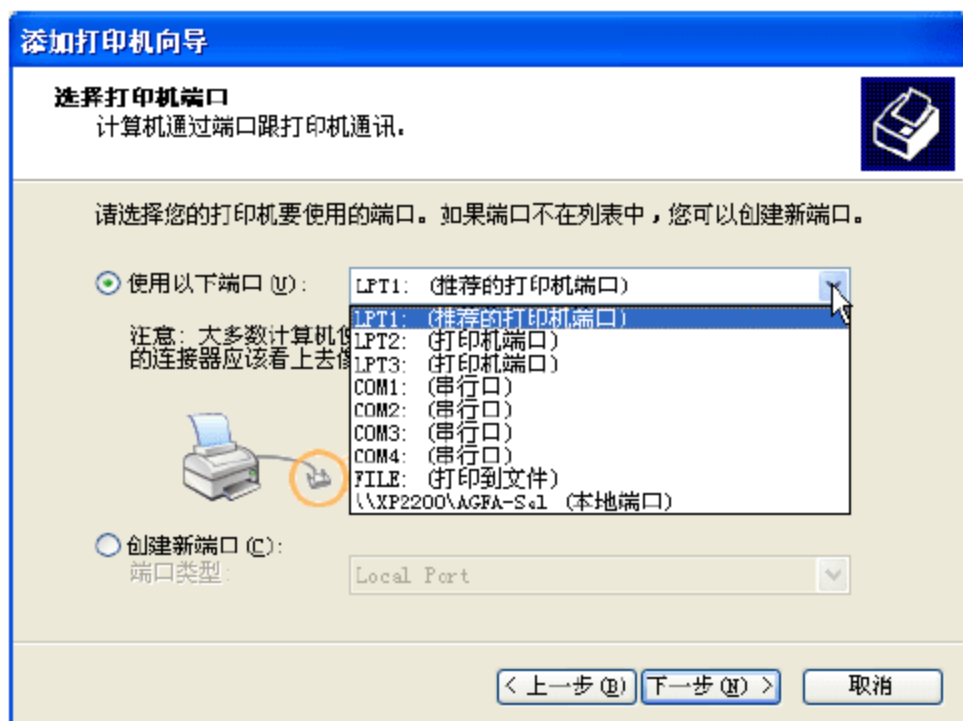 添加打印机向导
选择打印机端口
计算机通过端口跟打印机通讯。
请选择您的打印机要使用的端口。如果端口不在列表中，您可以创建新端口。
使用以下端口(U)： LPT1: (推荐的打印机端口)
LPT1: (推荐的打印机端口)
注意：大多数计算机
LPT2: (打印机端口)
的连接器应该看上去
LPT3: (打印机端口)
COM1: (串行口)
COM2: (串行口)
COM3: (串行口)
COM4: (串行口)
FILE: (打印到文件)
\\XP2200\AGFA-Sel (本地端口)
创建新端口(C)：
端口类型： Local Port
< 上一步(B) 下一步(N) > 取消